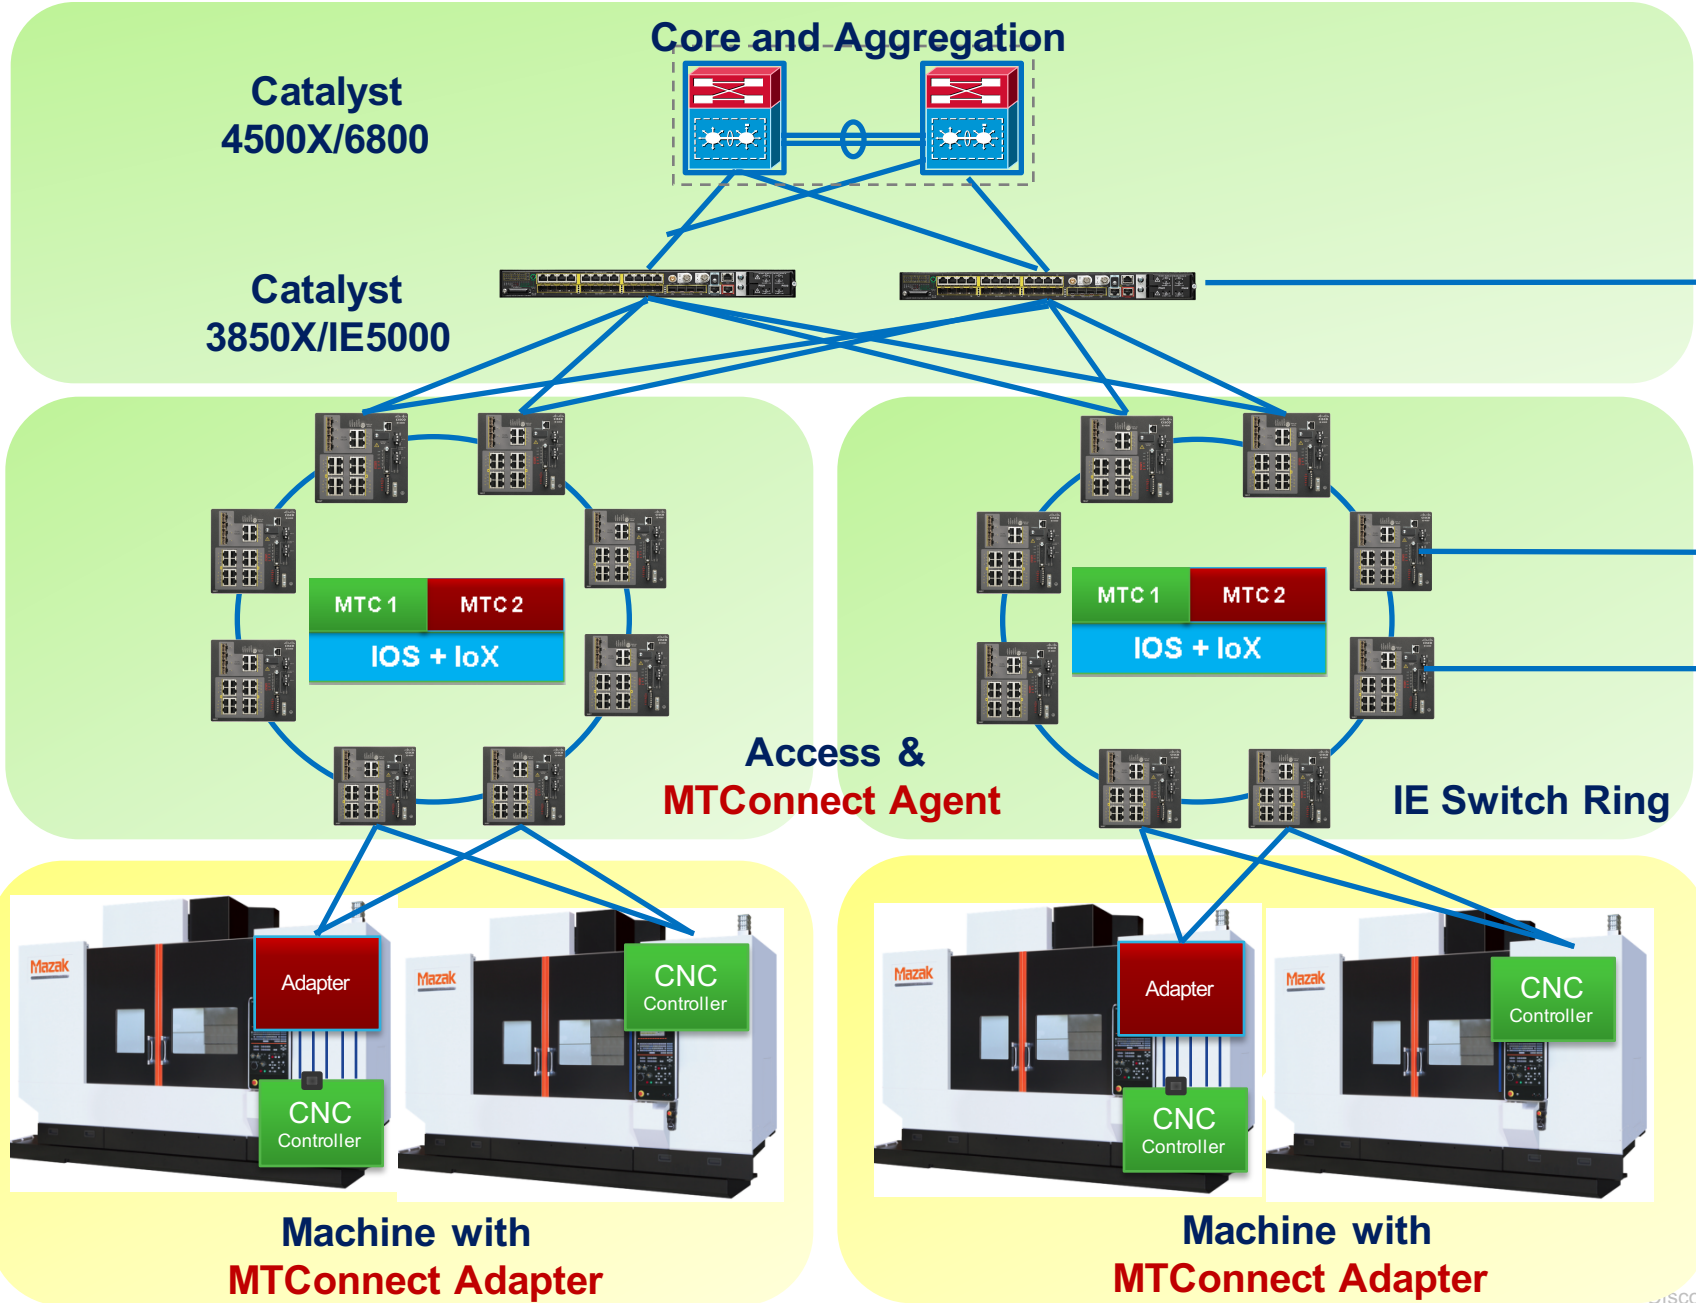 Core and Aggregation
Catalyst
4500X/6800
Catalyst
3850X/IE5000
MTC 1
MTC 2
IOS + IoX
MTC 1
MTC 2
IOS + IoX
Access &
MTConnect Agent
IE Switch Ring
Mazak
Adapter
CNC
Controller
Mazak
CNC
Controller
Mazak
Adapter
CNC
Controller
Mazak
CNC
Controller
Machine with
MTConnect Adapter
Machine with
MTConnect Adapter